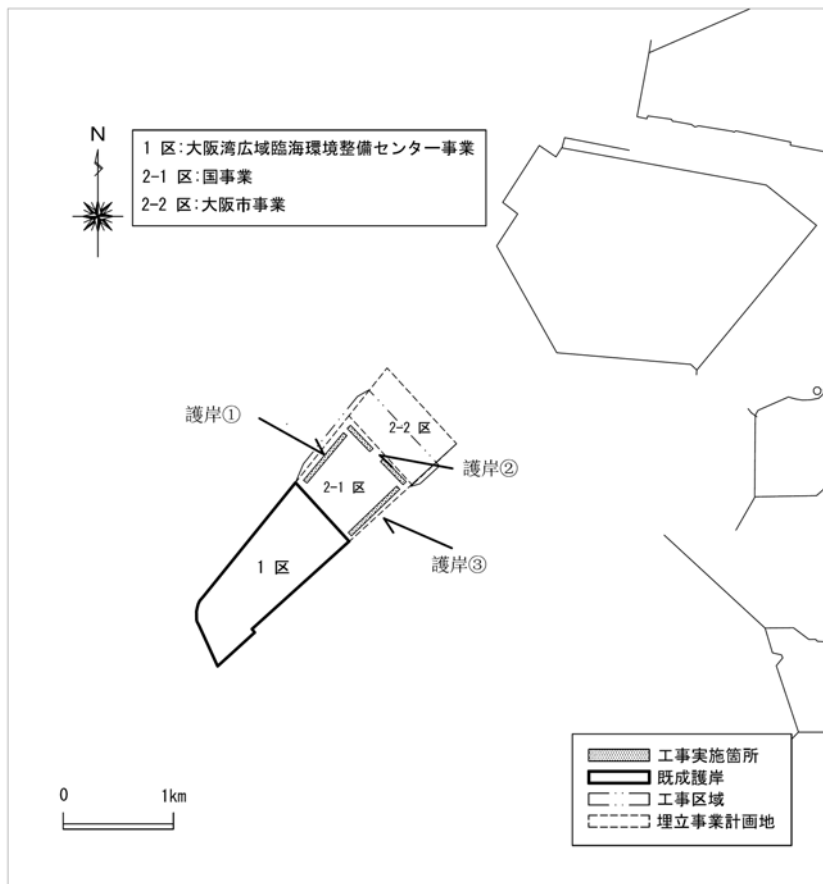 N
1 区:大阪湾広域臨海環境整備センター事業
2-1 区:国事業
2-2 区:大阪市事業
護岸①
2-2 区
護岸②
2-1 区
護岸③
1 区
0 1km
工事実施箇所
既成護岸
工事区域
埋立事業計画地